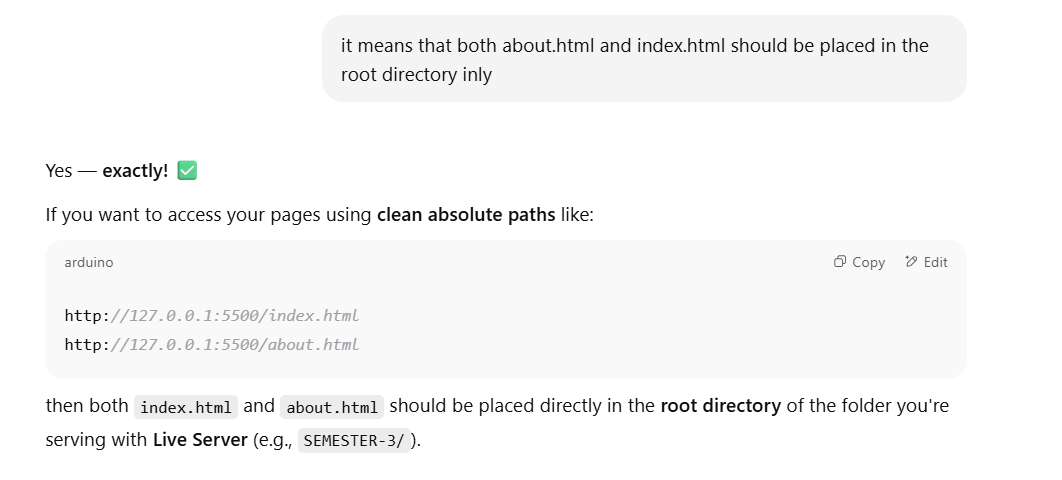 it means that both about.html and index.html should be placed in the
root directory inly
Yes — exactly! ✅
If you want to access your pages using clean absolute paths like:
arduino Copy Edit
http://127.0.0.1:5500/index.html
http://127.0.0.1:5500/about.html
then both index.html and about.html should be placed directly in the root directory of the folder you're
serving with Live Server (e.g., SEMESTER-3/ ).